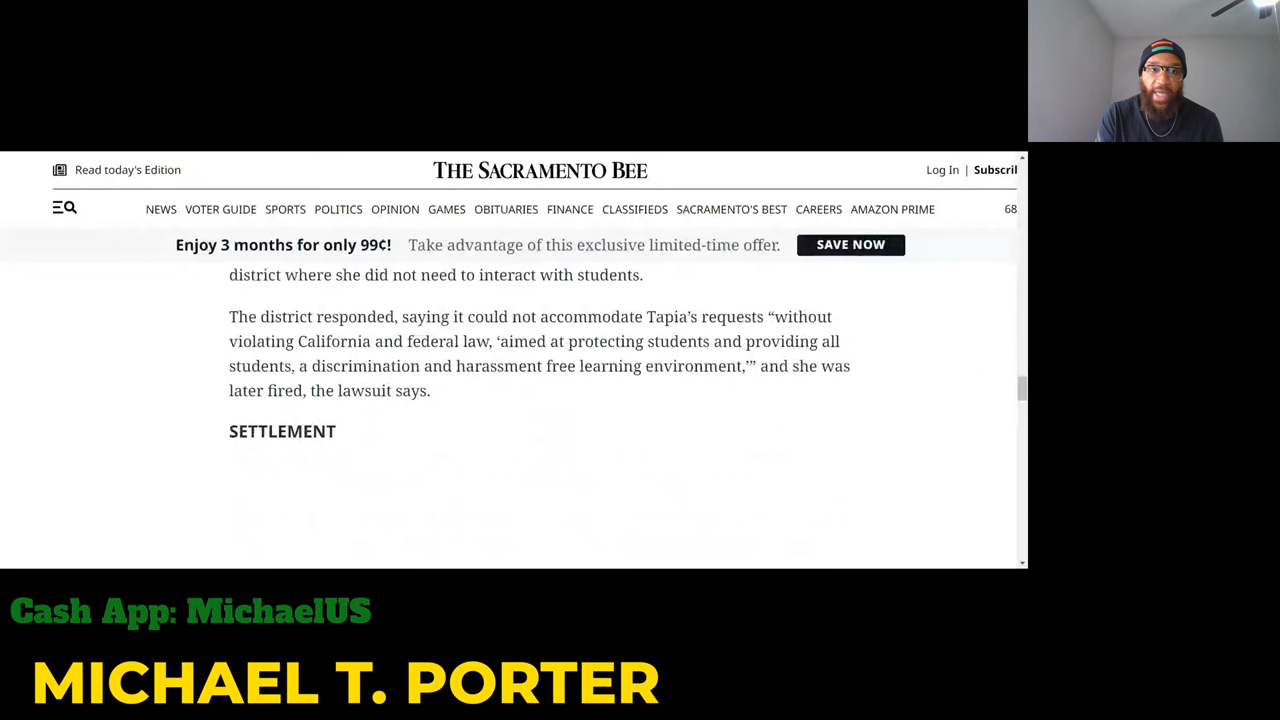 Read today's Edition
THE SACRAMENTO BEE
Log In | Subscril
NEWS VOTER GUIDE SPORTS POLITICS OPINION GAMES OBITUARIES FINANCE CLASSIFIEDS SACRAMENTO'S BEST CAREERS AMAZON PRIME 68
Enjoy 3 months for only 99¢! Take advantage of this exclusive limited-time offer. SAVE NOW
district where she did not need to interact with students.
The district responded, saying it could not accommodate Tapia’s requests “without
violating California and federal law, ‘aimed at protecting students and providing all
students, a discrimination and harassment free learning environment,’” and she was
later fired, the lawsuit says.
SETTLEMENT
Cash App: MichaelUS
MICHAEL T. PORTER